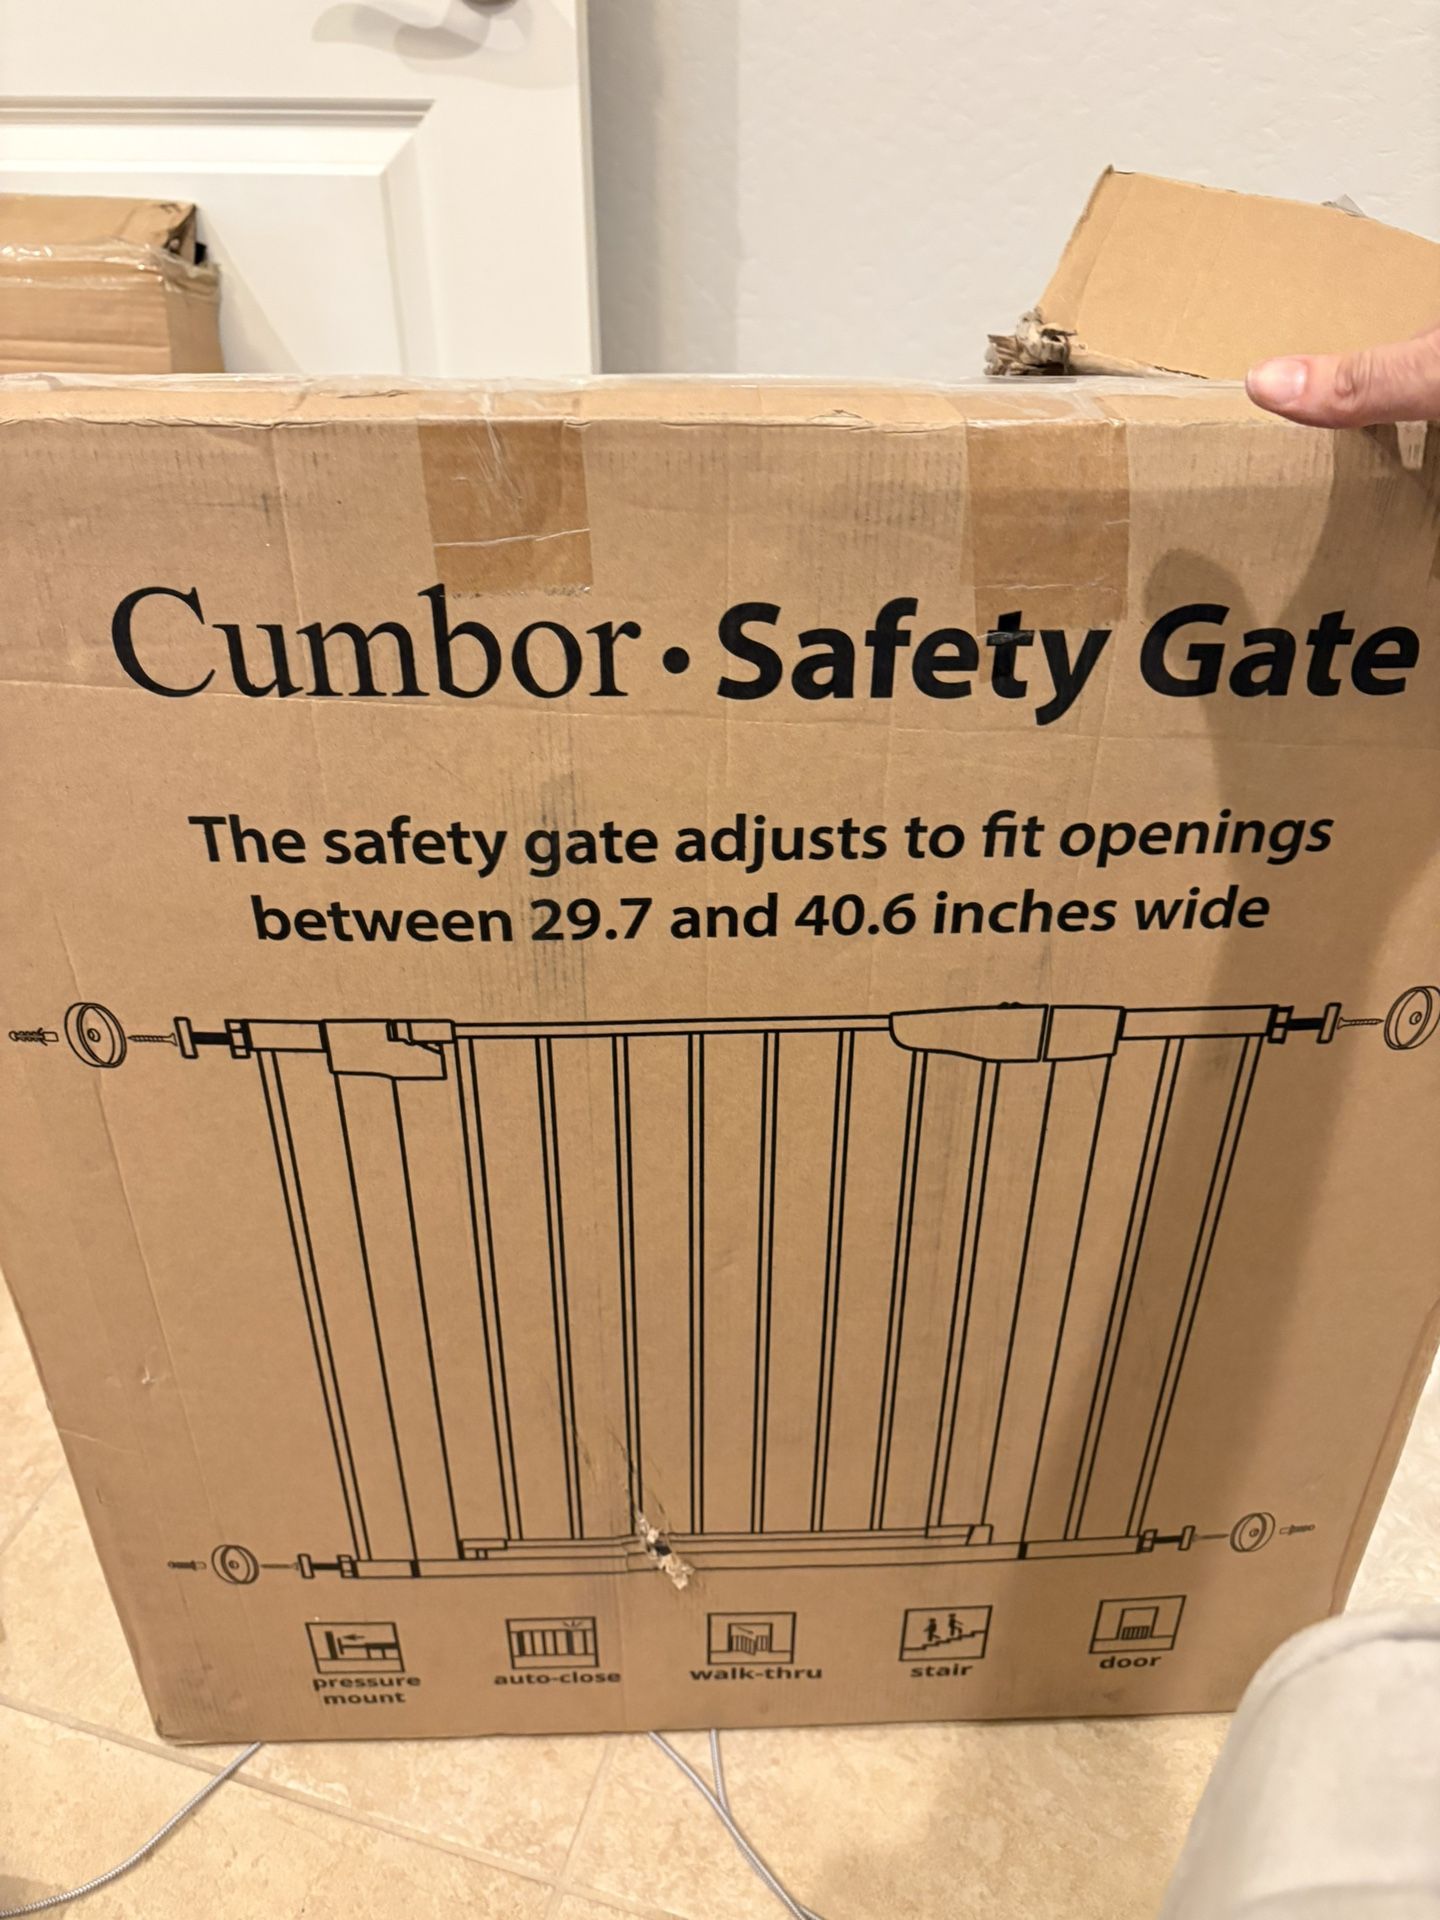 Cumbor · Safety Gate
The safety gate adjusts to fit openings
between 29.7 and 40.6 inches wide
pressure
mount
auto-close
walk-thru
stair
door